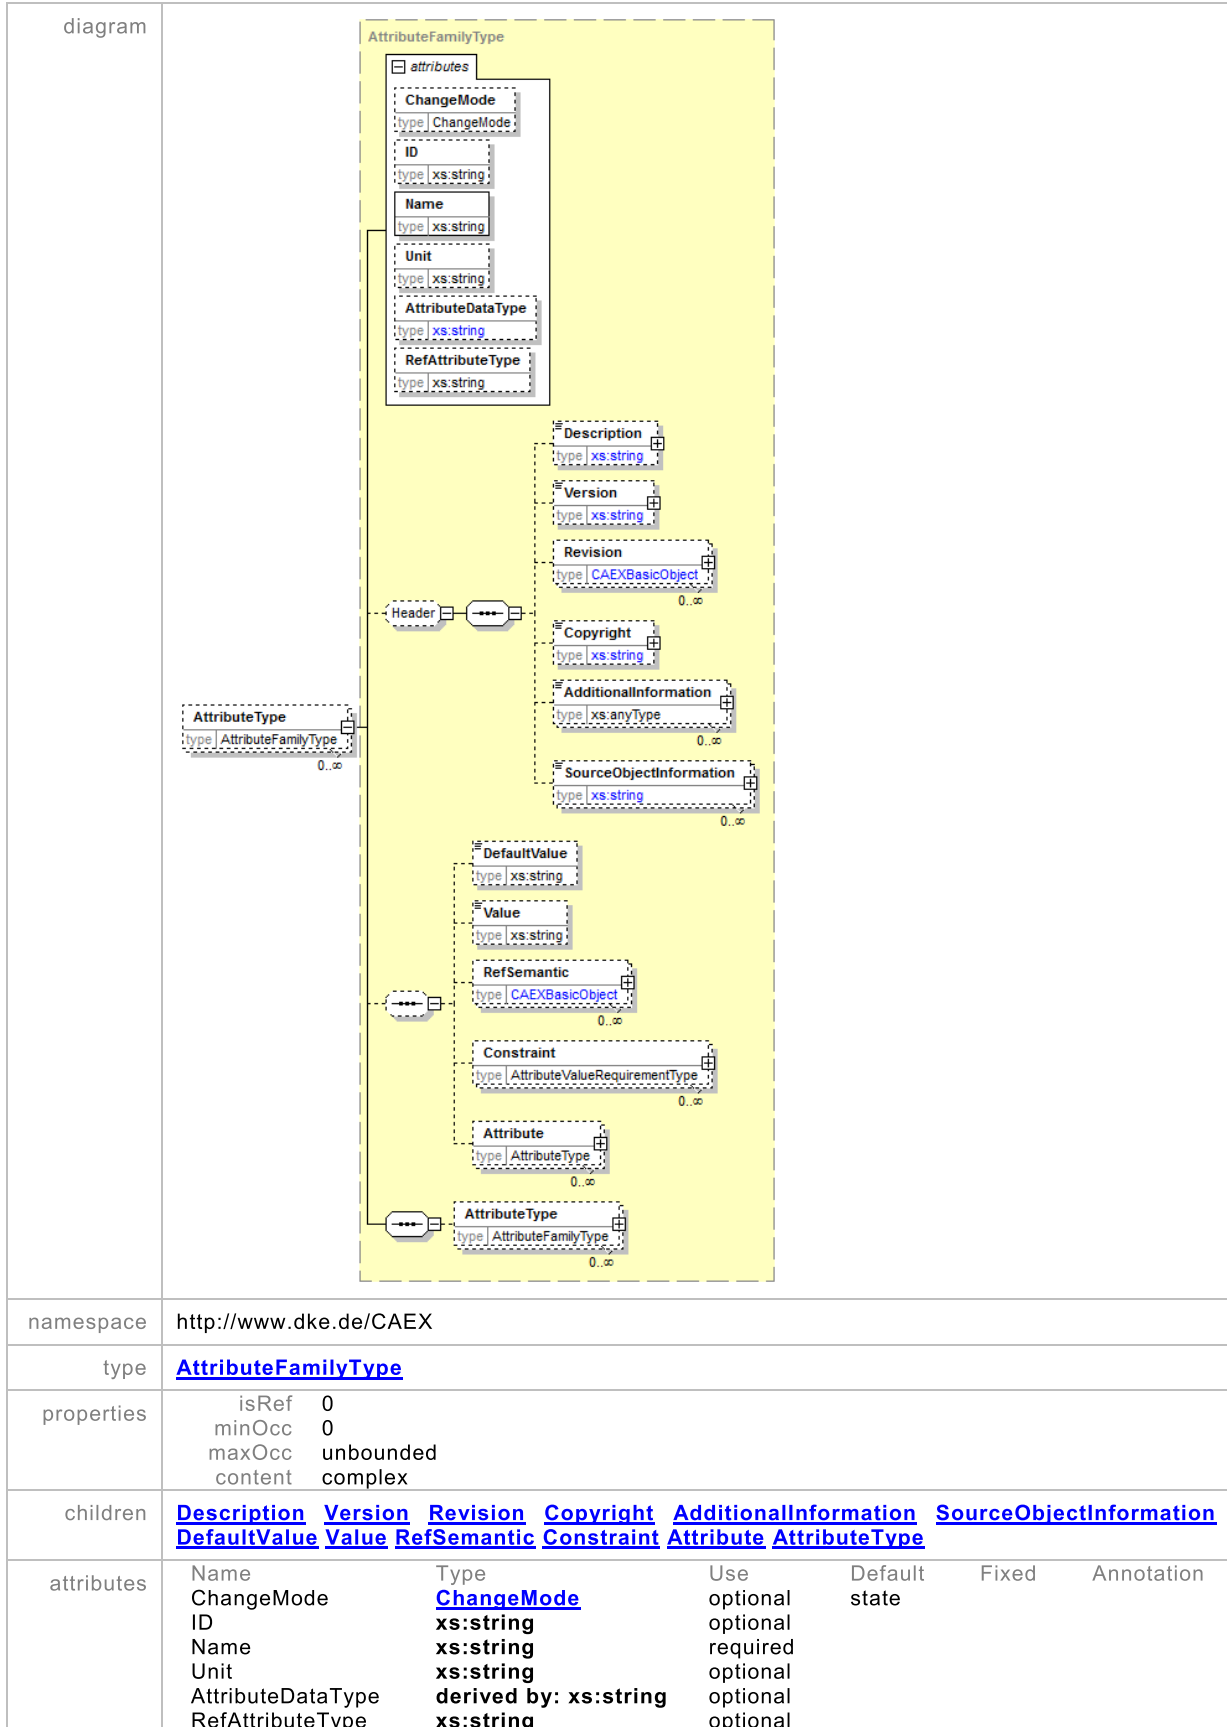 diagram
AttributeFamilyType
attributes
ChangeMode
type ChangeMode
ID
type xs:string
Name
type xs:string
Unit
type xs:string
AttributeDataType
type xs:string
RefAttributeType
type xs:string
Description
type xs:string
Version
type xs:string
Revision
type CAEXBasicObject
0..∞
Header
Copyright
type xs:string
AdditionalInformation
type xs:anyType
0..∞
AttributeType
type AttributeFamilyType
0..∞
SourceObjectInformation
type xs:string
0..∞
DefaultValue
type xs:string
Value
type xs:string
RefSemantic
type CAEXBasicObject
0..∞
Constraint
type AttributeValueRequirementType
0..∞
Attribute
type AttributeType
0..∞
AttributeType
type AttributeFamilyType
0..∞
namespace http://www.dke.de/CAEX
type AttributeFamilyType
properties
isRef 0
minOcc 0
maxOcc unbounded
content complex
children Description Version Revision Copyright AdditionalInformation SourceObjectInformation
DefaultValue Value RefSemantic Constraint Attribute AttributeType
attributes Name Type Use Default Fixed Annotation
ChangeMode ChangeMode optional state
ID xs:string optional
Name xs:string required
Unit xs:string optional
AttributeDataType derived by: xs:string optional
RefAttributeType xs:string optional